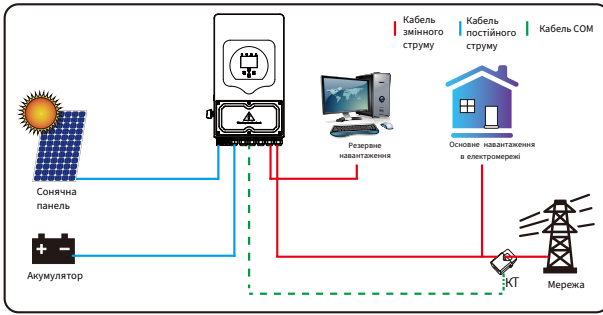 Кабель
змінного
струму
Кабель
постійного
струму
Кабель COM
Резервне
навантаження
Основне навантаження
в електромережі
Сонячна
панель
Акумулятор
КТ
Мережа